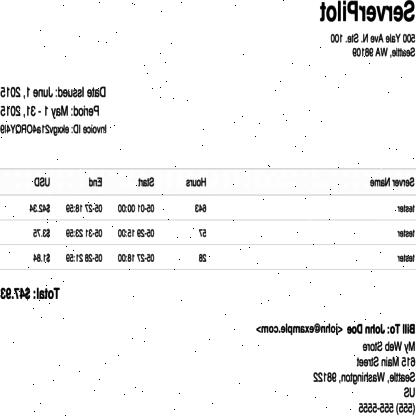 ServerPilot
500 Yale Ave N. Ste. 100
Seattle, WA 98109
Date Issued: June 1, 2015
Period: May 1 - 31, 2015
Invoice ID:
Server Name Hours Start End USD
tester 643 05-01 00:00 05-27 18:59 $42.34
tester 57 05-29 15:00 05-31 23:59 $3.75
tester 28 05-27 18:00 05-28 21:59 $1.84
Total: $47.93
Bill To: John Doe <john@example.com>
My Web Store
615 Main Street
Seattle, Washington, 98122
US
(555) 555-5555